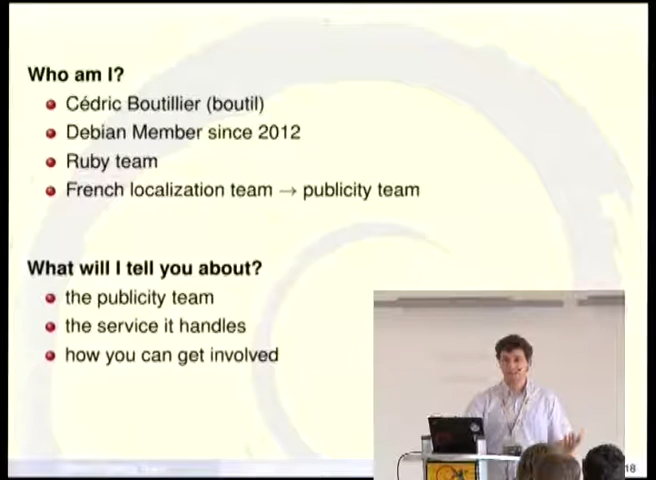 Who am I?
Cédric Boutillier (boutil)
Debian Member since 2012
Ruby team
French localization team → publicity team
What will I tell you about?
the publicity team
the service it handles
how you can get involved
18